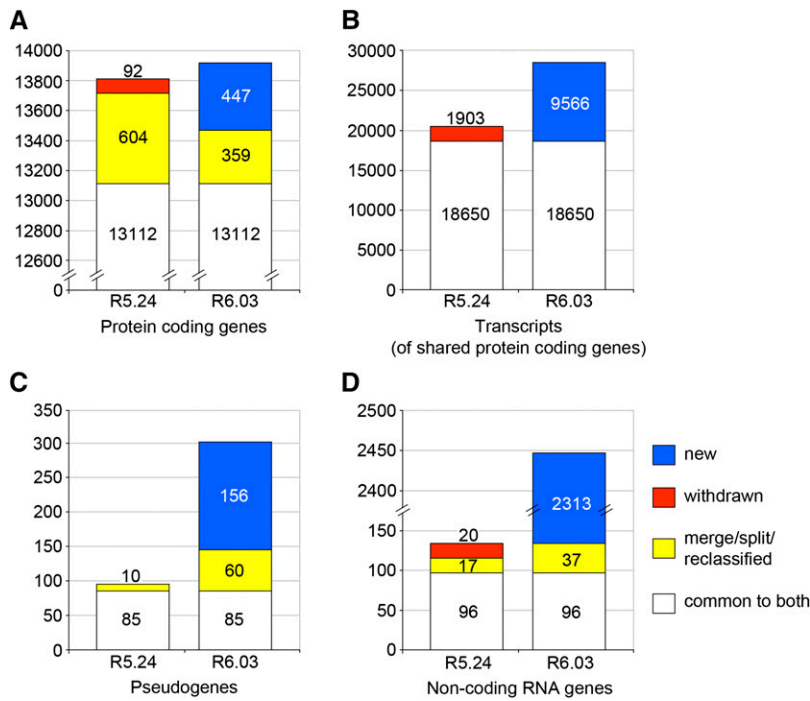 A
14000
13800
13600
13400
13200
13000
12800
12600
0
92
604
13112
447
359
13112
R5.24
R6.03
Protein coding genes
B
30000
25000
20000
15000
10000
5000
0
1903
18650
9566
18650
R5.24
R6.03
Transcripts
(of shared protein coding genes)
C
350
300
250
200
150
100
50
0
10
85
156
60
85
R5.24
R6.03
Pseudogenes
D
2500
2450
2400
150
100
50
0
20
17
96
2313
37
96
R5.24
R6.03
Non-coding RNA genes
new
withdrawn
merge/split/
reclassified
common to both